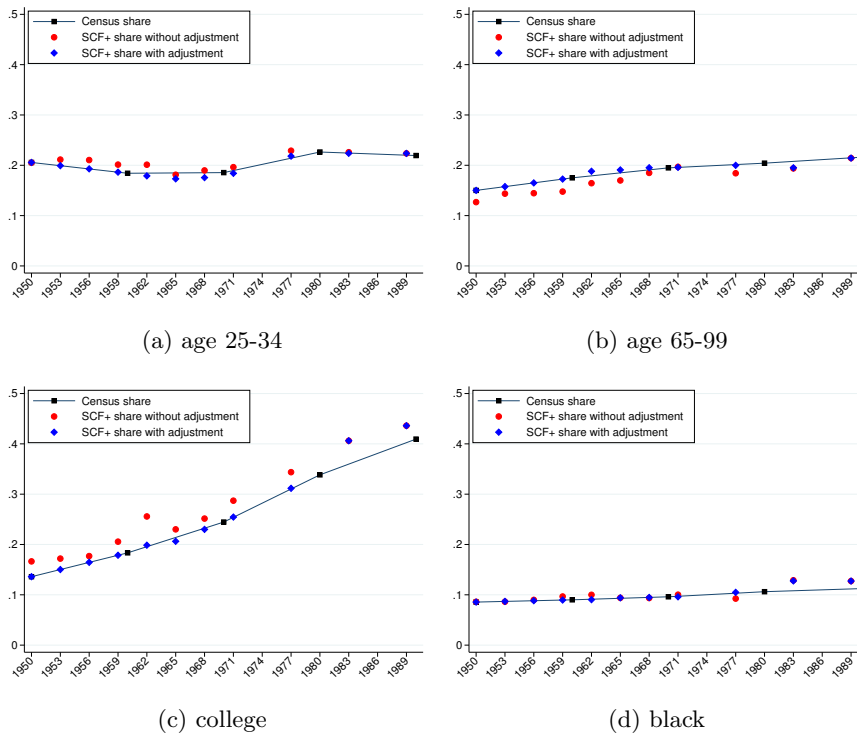 .5
.4
.3
.2
.1
0
Census share
SCF+ share without adjustment
SCF+ share with adjustment
1950 1953 1956 1959 1962 1965 1968 1971 1974 1977 1980 1983 1986 1989
(a) age 25-34
.5
.4
.3
.2
.1
0
Census share
SCF+ share without adjustment
SCF+ share with adjustment
1950 1953 1956 1959 1962 1965 1968 1971 1974 1977 1980 1983 1986 1989
(b) age 65-99
.5
.4
.3
.2
.1
0
Census share
SCF+ share without adjustment
SCF+ share with adjustment
1950 1953 1956 1959 1962 1965 1968 1971 1974 1977 1980 1983 1986 1989
(c) college
.5
.4
.3
.2
.1
0
Census share
SCF+ share without adjustment
SCF+ share with adjustment
1950 1953 1956 1959 1962 1965 1968 1971 1974 1977 1980 1983 1986 1989
(d) black